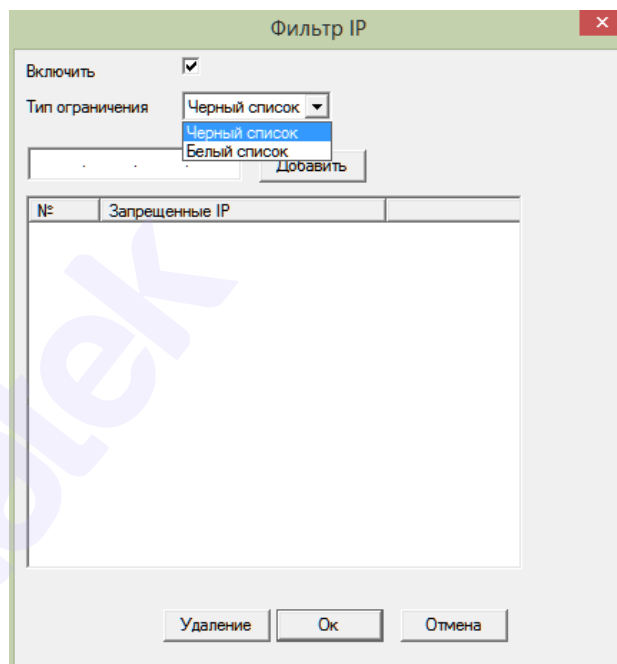 Фильтр IP
Включить
Тип ограничения Черный список
Черный список
Белый список
Добавить
№ Запрещенные IP
Удаление Ок Отмена